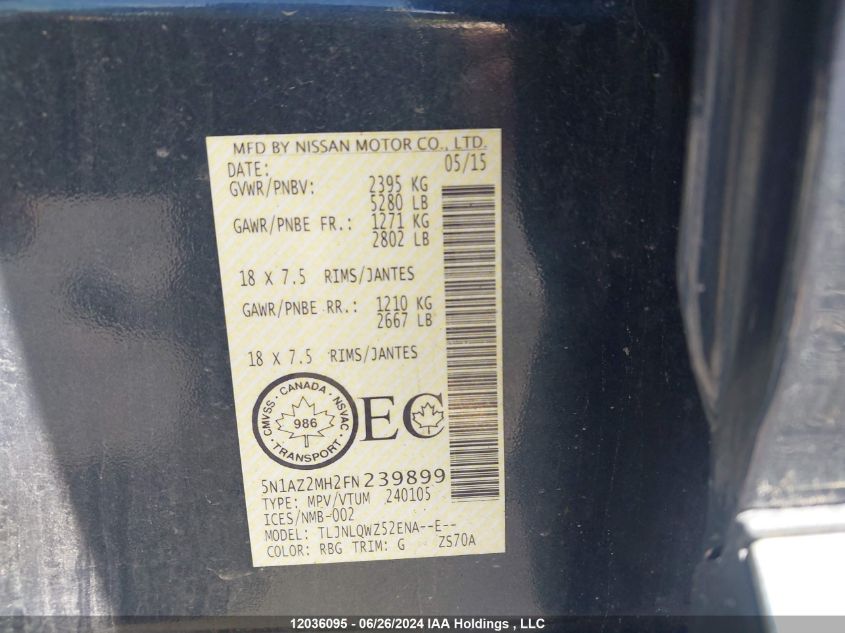 MFD BY NISSAN MOTOR CO., LTD.
DATE: 05/15
GVWR/PNBV: 2395 KG
5280 LB
GAWR/PNBE FR.: 1271 KG
2802 LB
18 X 7.5 RIMS/JANTES
GAWR/PNBE RR.: 1210 KG
2667 LB
18 X 7.5 RIMS/JANTES
CMVSS · CANADA · NSVAC
986
· TRANSPORT ·
EC
5N1AZ2MH2FN239899
TYPE: MPV/VTUM 240105
ICES/NMB-002
MODEL: TLJNLQWZ52ENA--E--
COLOR: RBG TRIM: G ZS70A
12036095 - 06/26/2024 IAA Holdings , LLC